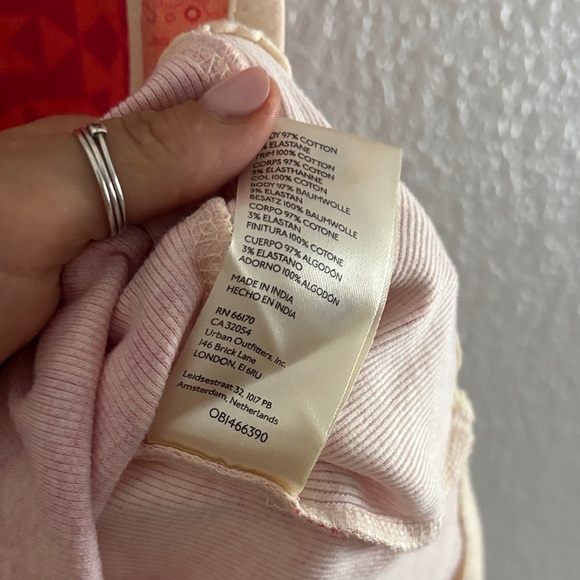 97% COTTON
3% ELASTANE
TRIM 100% COTTON
CORPS 97% COTON
3% ÉLASTHANNE
COL 100% COTON
BODY 97% BAUMWOLLE
3% ELASTAN
BESATZ 100% BAUMWOLLE
CORPO 97% COTONE
3% ELASTAN
FINITURA 100% COTONE
CUERPO 97% ALGODÓN
3% ELASTANO
ADORNO 100% ALGODÓN
MADE IN INDIA
HECHO EN INDIA
RN 66170
CA 32054
Urban Outfitters, Inc.
146 Brick Lane
LONDON, E1 6RU
Leidsestraat 32, 1017 PB
Amsterdam, Netherlands
OB1466390